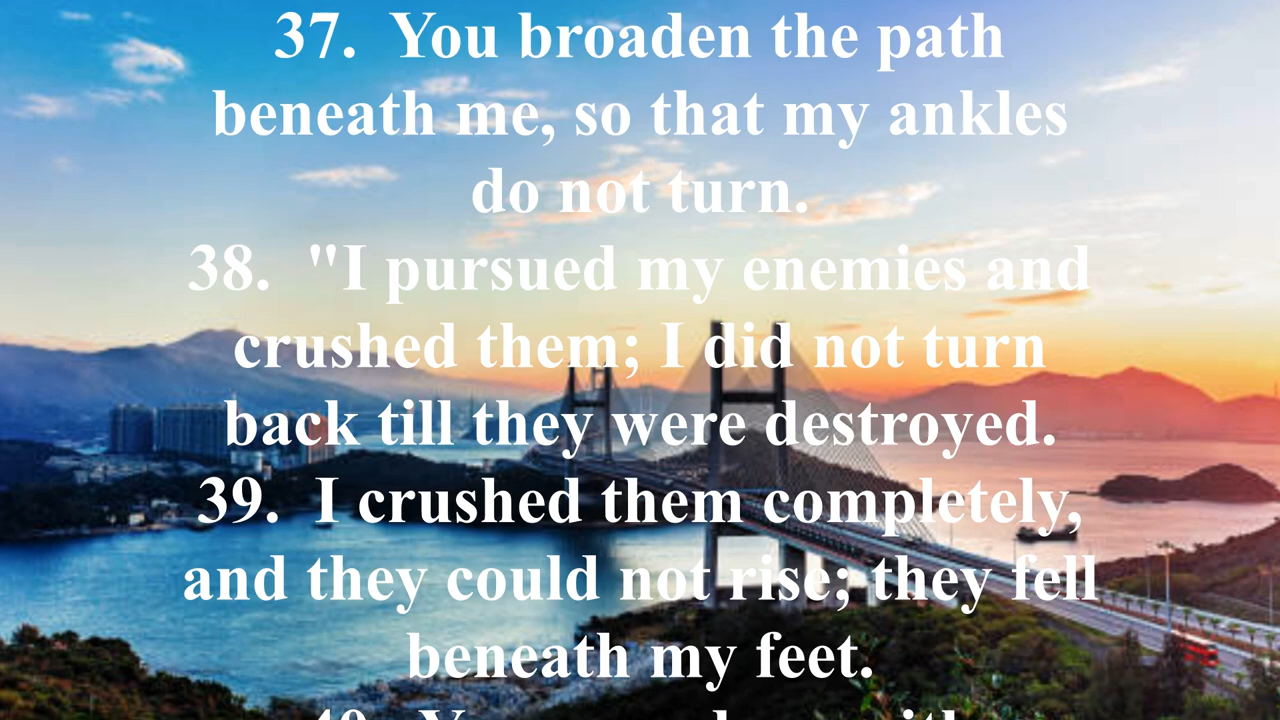 37.  You broaden the path
beneath me, so that my ankles
do not turn.
38.  "I pursued my enemies and
crushed them; I did not turn
back till they were destroyed.
39.  I crushed them completely,
and they could not rise; they fell
beneath my feet.